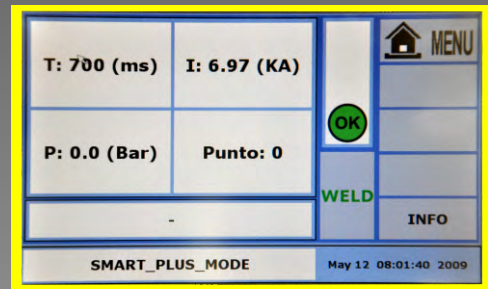 T: 700 (ms)
I: 6.97 (KA)
MENU
OK
P: 0.0 (Bar)
Punto: 0
WELD
-
INFO
SMART_PLUS_MODE
May 12 08:01:40 2009